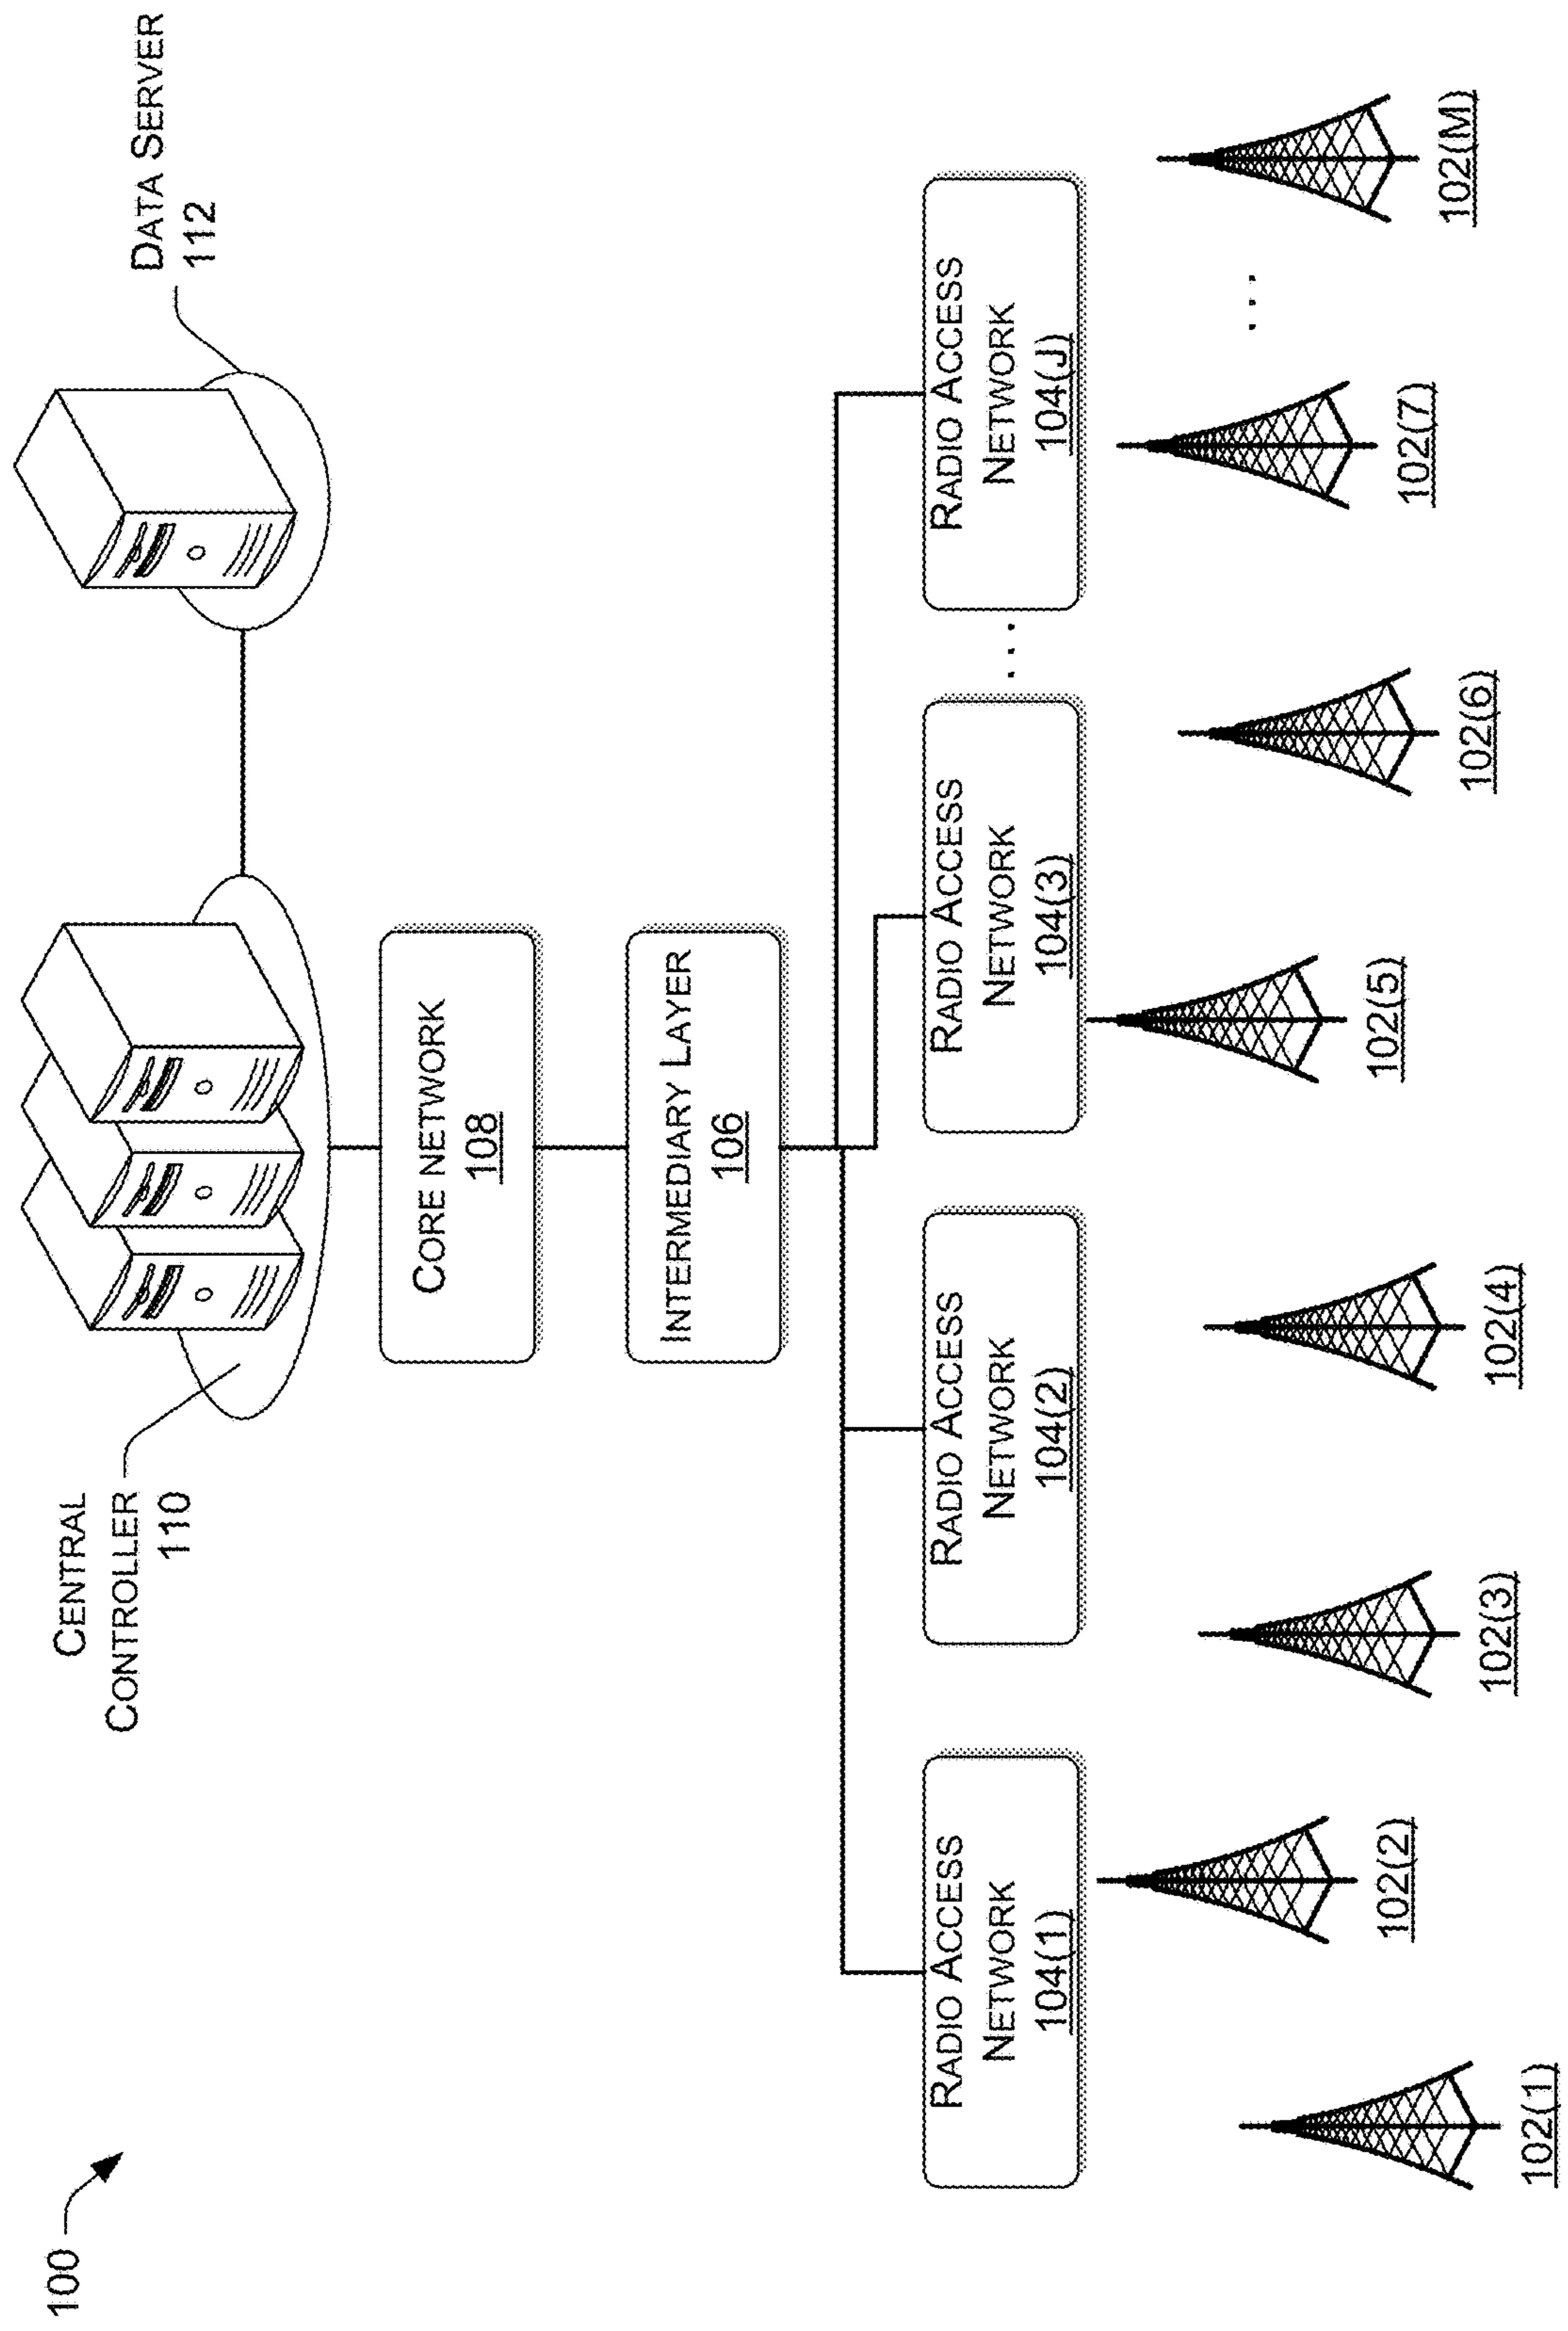 100
CENTRAL
CONTROLLER
110
DATA SERVER
112
CORE NETWORK
108
INTERMEDIARY LAYER
106
RADIO ACCESS
NETWORK
104(1)
RADIO ACCESS
NETWORK
104(2)
RADIO ACCESS
NETWORK
104(3)
. . .
RADIO ACCESS
NETWORK
104(J)
102(1)
102(2)
102(3)
102(4)
102(5)
102(6)
102(7)
. . .
102(M)